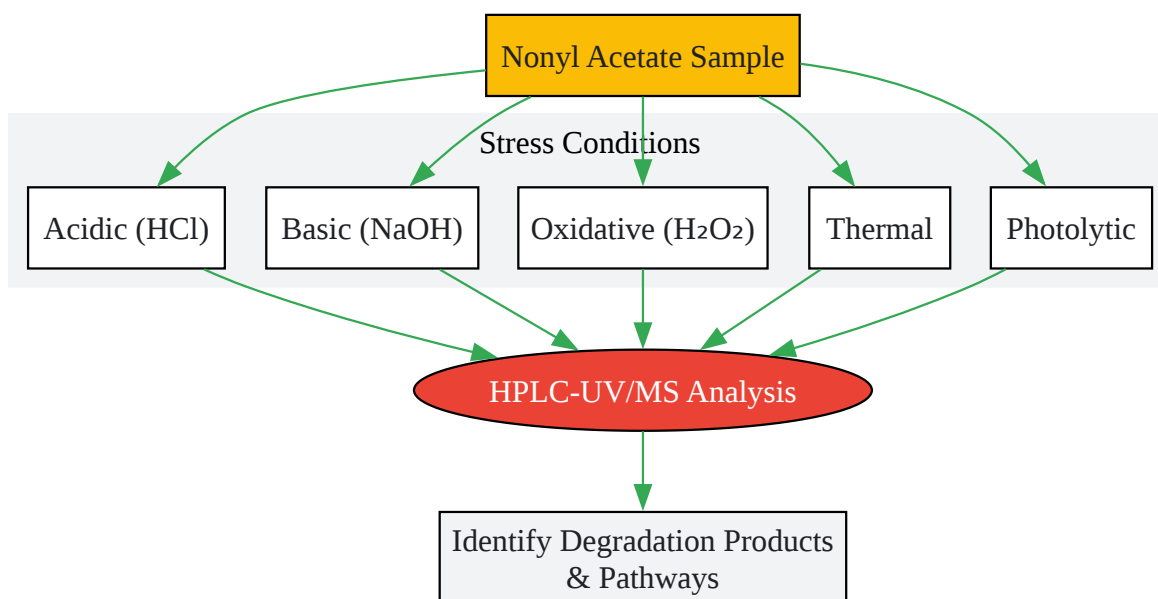 Nonyl Acetate Sample
Stress Conditions
Acidic (HCl)
Basic (NaOH)
Oxidative (H₂O₂)
Thermal
Photolytic
HPLC-UV/MS Analysis
Identify Degradation Products
& Pathways